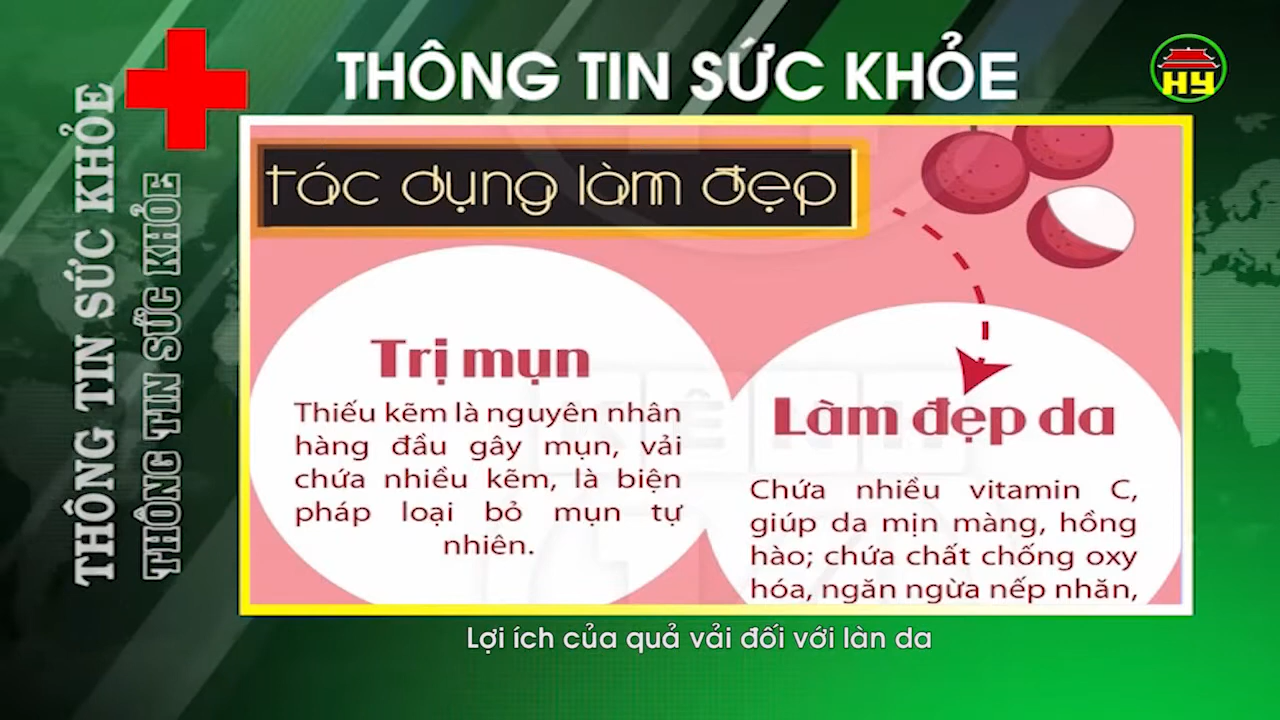 THÔNG TIN SỨC KHỎE
HY
THÔNG TIN SỨC KHỎE
THÔNG TIN SỨC KHỎE
tác dụng làm đẹp
Trị mụn
Thiếu kẽm là nguyên nhân
hàng đầu gây mụn, vải
chứa nhiều kẽm, là biện
pháp loại bỏ mụn tự
nhiên.
Làm đẹp da
Chứa nhiều vitamin C,
giúp da mịn màng, hồng
hào; chứa chất chống oxy
hóa, ngăn ngừa nếp nhăn,
Lợi ích của quả vải đối với làn da